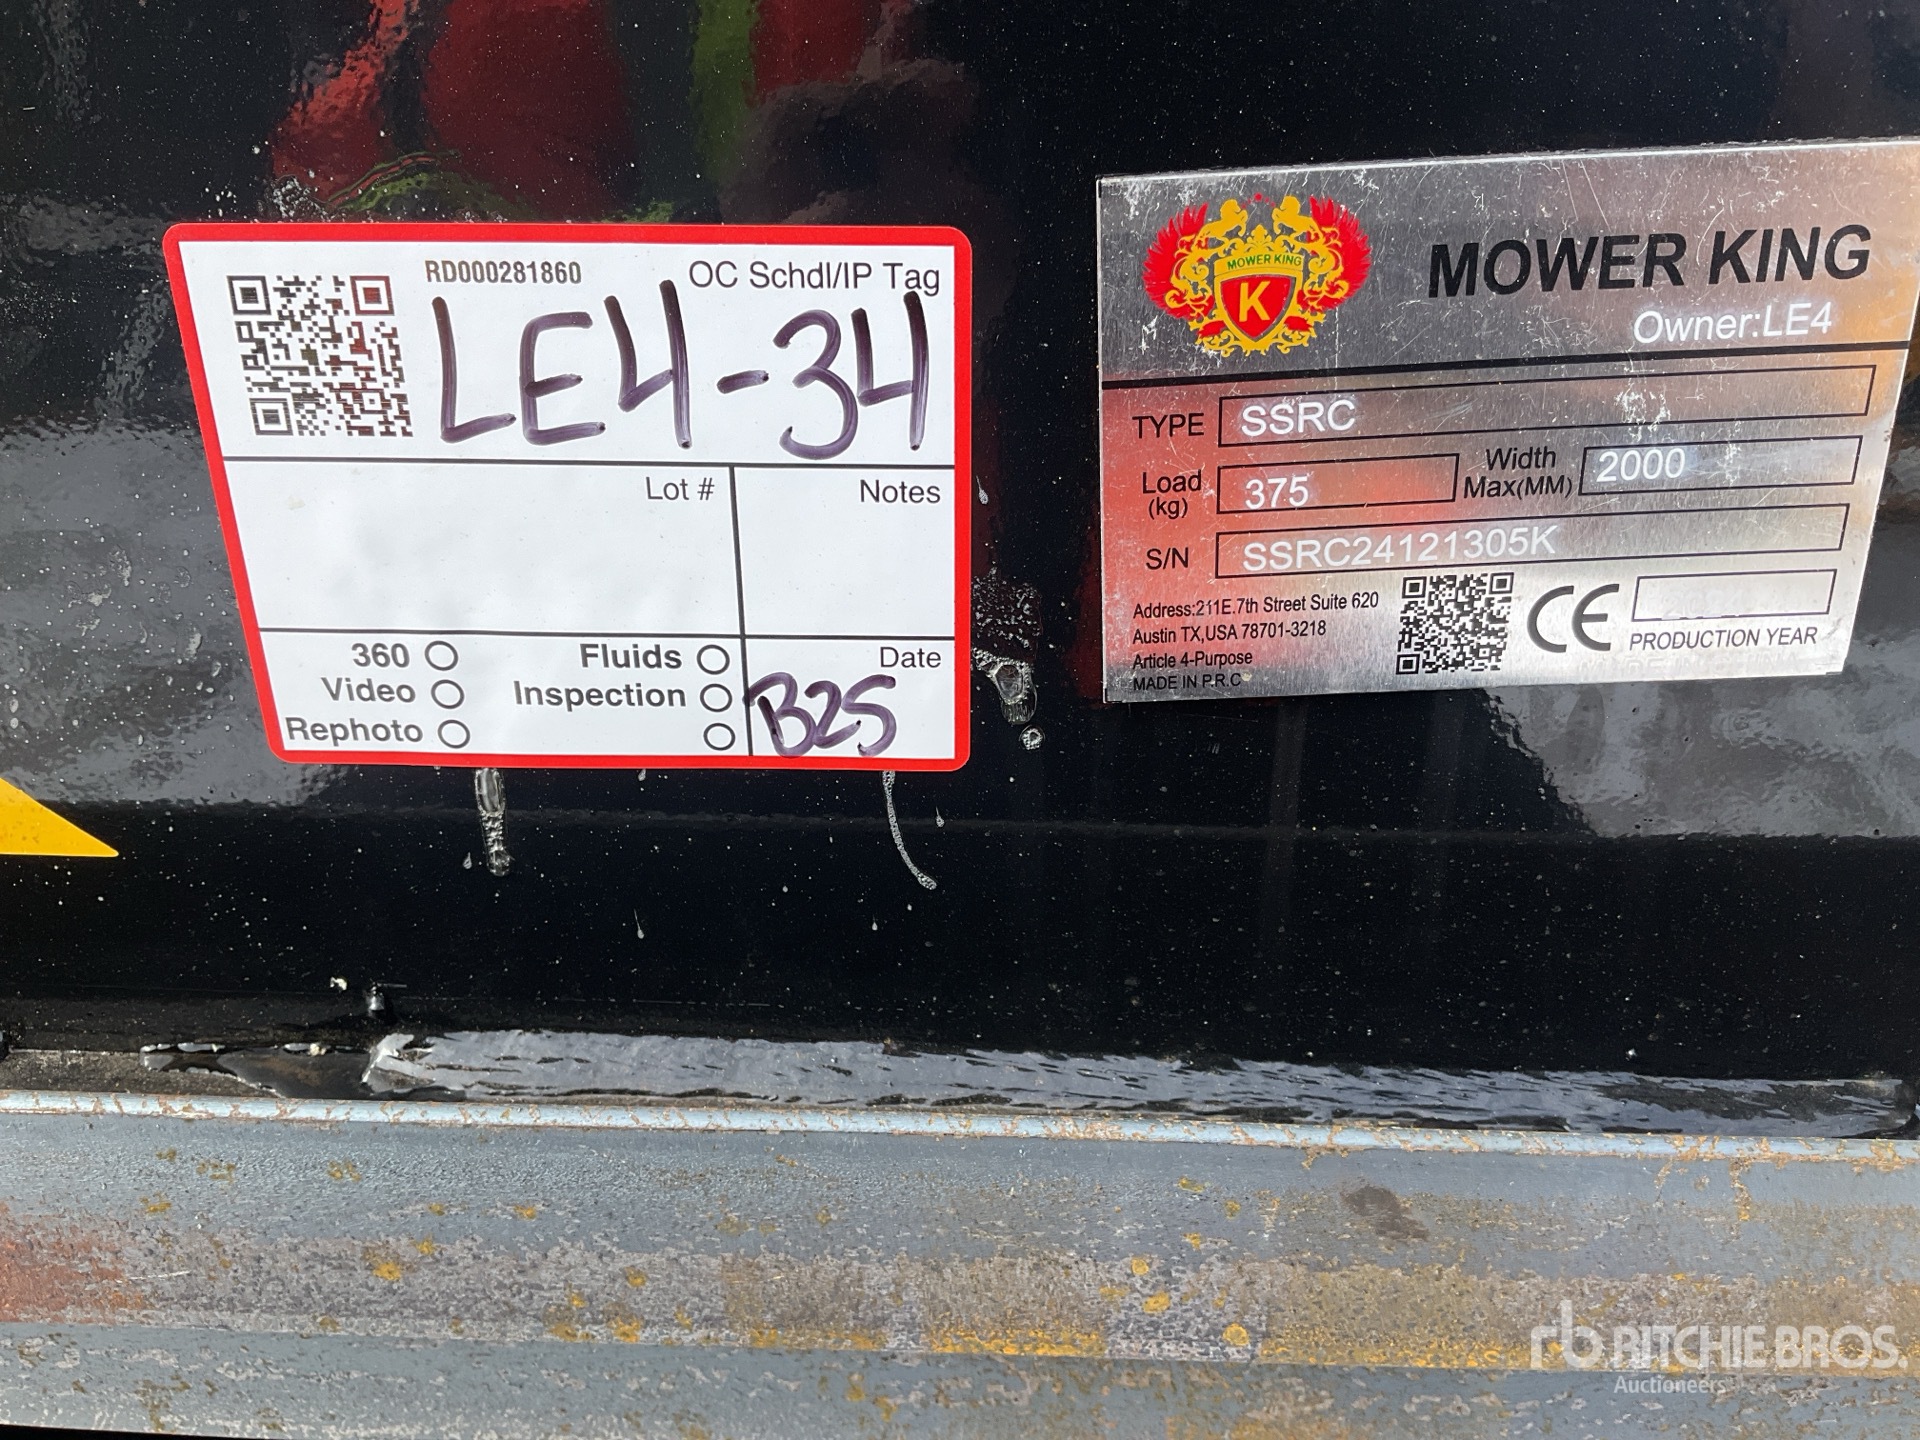 RD000281860
OC Schdl/IP Tag
LE4-34
Lot #
Notes
360
Fluids
Date
Video
Inspection
Rephoto
B25
MOWER KING
K
MOWER KING
Owner:LE4
TYPE
SSRC
Load
(kg)
375
Width
Max(MM)
2000
S/N
SSRC24121305K
Address:211E.7th Street Suite 620
Austin TX,USA 78701-3218
Article 4-Purpose
MADE IN P.R.C
CE
PRODUCTION YEAR
rb RITCHIE BROS.
Auctioneers